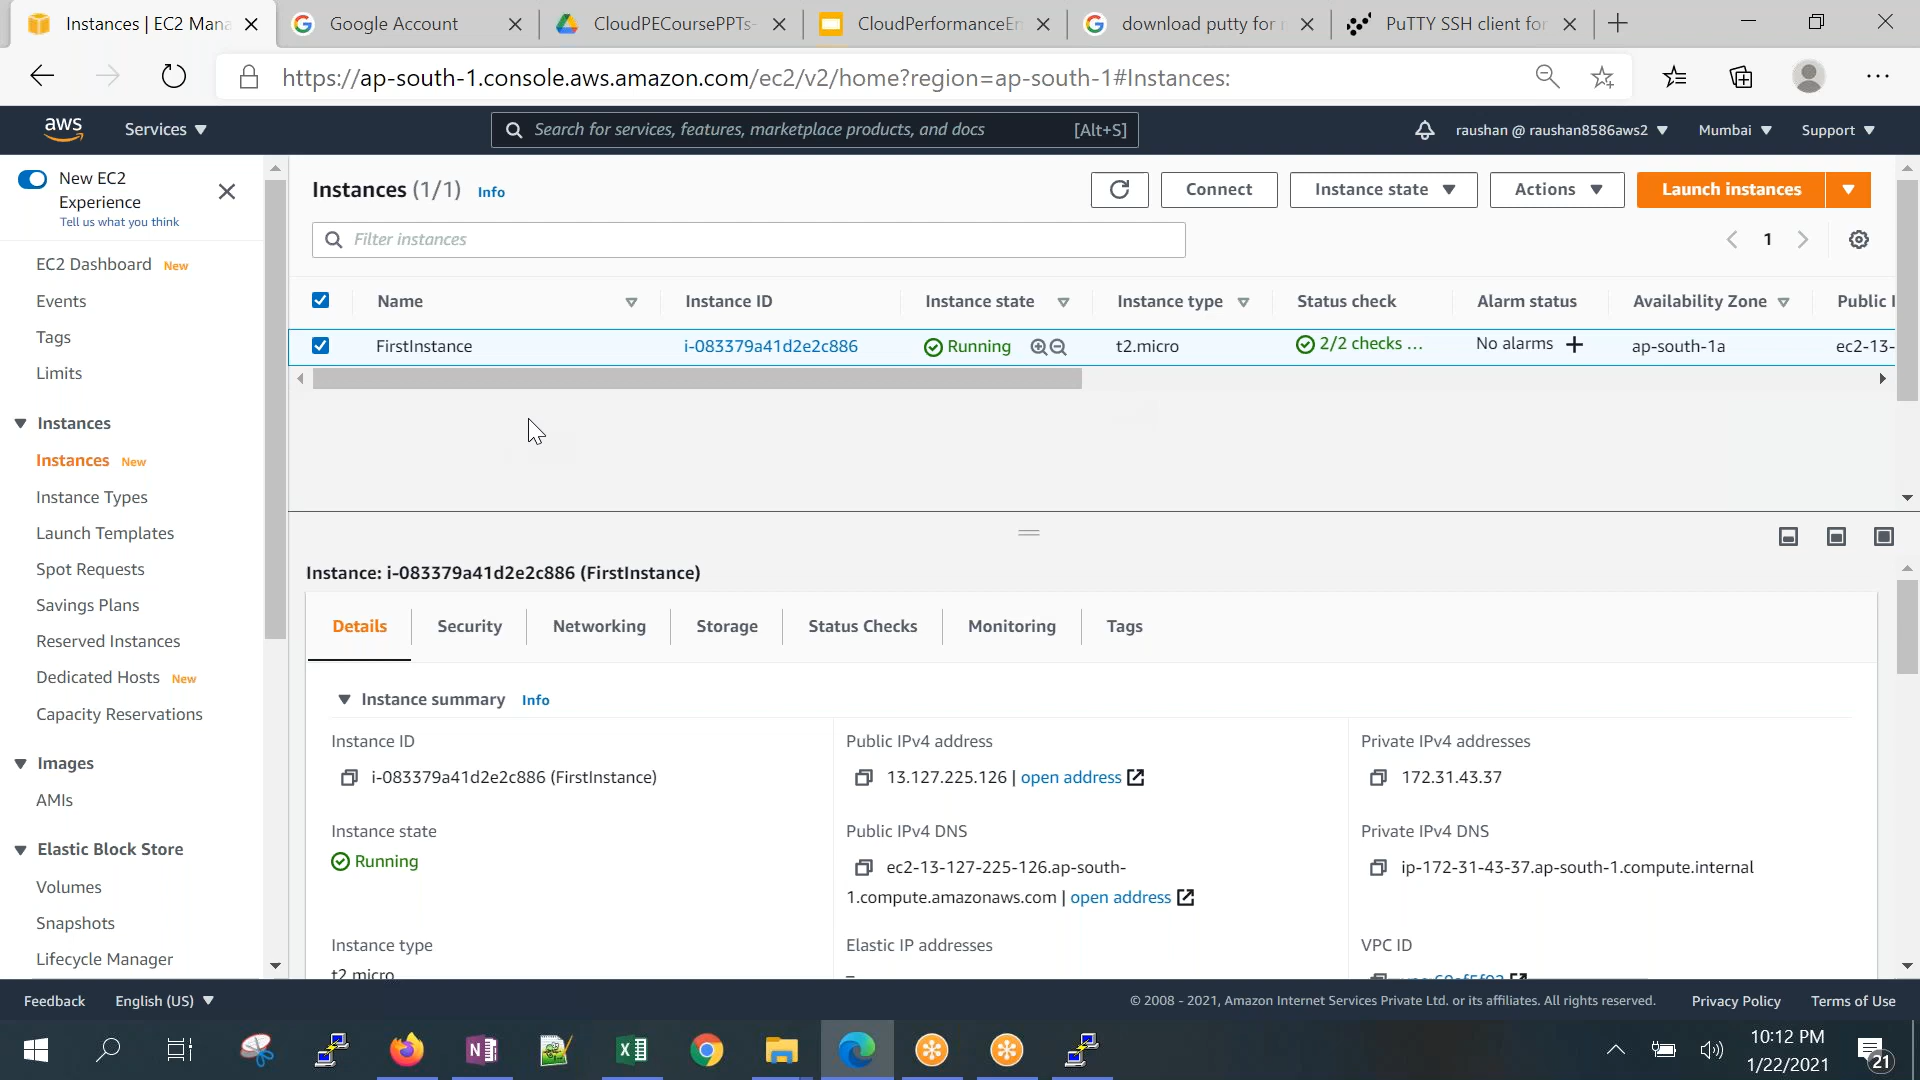 Instances | EC2 Mana
Google Account
CloudPECoursePPTs-
CloudPerformanceEn
download putty for
PuTTY SSH client for
https://ap-south-1.console.aws.amazon.com/ec2/v2/home?region=ap-south-1#Instances:
aws
Services
Search for services, features, marketplace products, and docs
[Alt+S]
raushan @ raushan8586aws2
Mumbai
Support
New EC2
Experience
Tell us what you think
EC2 Dashboard New
Events
Tags
Limits
Instances
Instances New
Instance Types
Launch Templates
Spot Requests
Savings Plans
Reserved Instances
Dedicated Hosts New
Capacity Reservations
Images
AMIs
Elastic Block Store
Volumes
Snapshots
Lifecycle Manager
Instances (1/1) Info
Connect
Instance state
Actions
Launch instances
Filter instances
1
Name
Instance ID
Instance state
Instance type
Status check
Alarm status
Availability Zone
Public I
FirstInstance
i-083379a41d2e2c886
Running
t2.micro
2/2 checks ...
No alarms
ap-south-1a
ec2-13-
Instance: i-083379a41d2e2c886 (FirstInstance)
Details
Security
Networking
Storage
Status Checks
Monitoring
Tags
Instance summary Info
Instance ID
i-083379a41d2e2c886 (FirstInstance)
Public IPv4 address
13.127.225.126 | open address
Private IPv4 addresses
172.31.43.37
Instance state
Running
Public IPv4 DNS
ec2-13-127-225-126.ap-south-
1.compute.amazonaws.com | open address
Private IPv4 DNS
ip-172-31-43-37.ap-south-1.compute.internal
Instance type
t2.micro
Elastic IP addresses
–
VPC ID
Feedback
English (US)
© 2008 - 2021, Amazon Internet Services Private Ltd. or its affiliates. All rights reserved.
Privacy Policy
Terms of Use
10:12 PM
1/22/2021
21